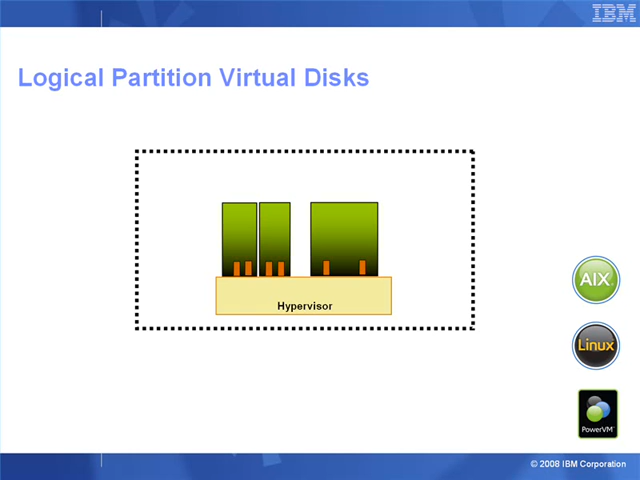 IBM
Logical Partition Virtual Disks
Hypervisor
AIX
Linux
PowerVM
© 2008 IBM Corporation